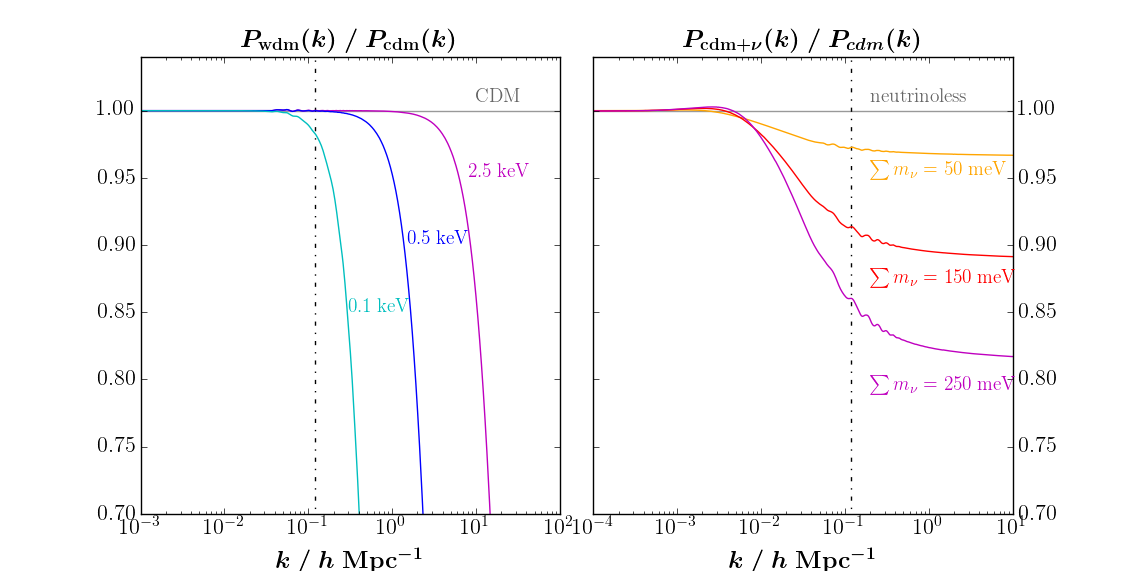 P_wdm(k) / P_cdm(k)
CDM
2.5 keV
0.5 keV
0.1 keV
1.00
0.95
0.90
0.85
0.80
0.75
0.70
10^−3 10^−2 10^−1 10^0 10^1 10^2
k / h Mpc^−1
P_cdm+ν(k) / P_cdm(k)
neutrinoless
∑ m_ν = 50 meV
∑ m_ν = 150 meV
∑ m_ν = 250 meV
1.00
0.95
0.90
0.85
0.80
0.75
0.70
10^−4 10^−3 10^−2 10^−1 10^0 10^1
k / h Mpc^−1